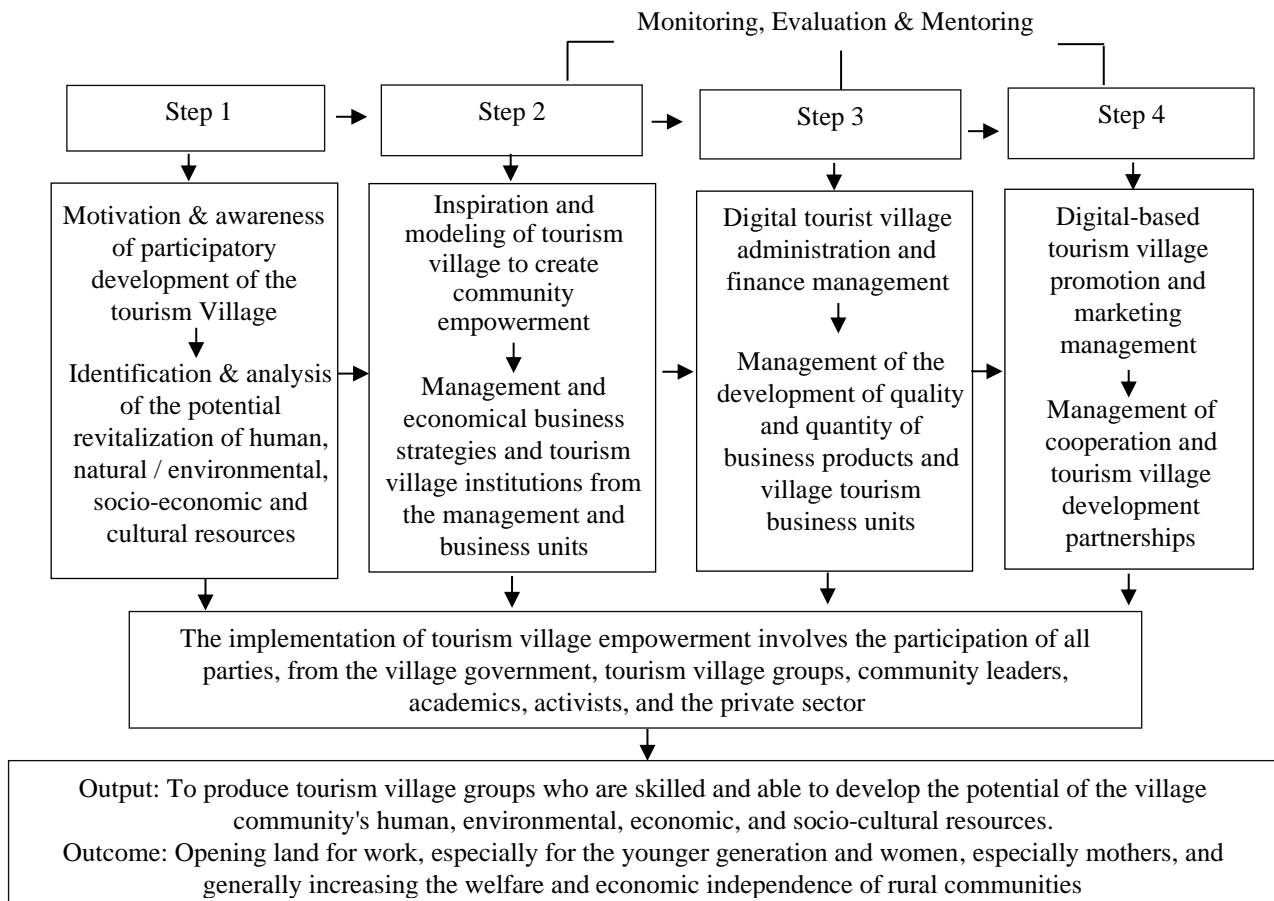 Monitoring, Evaluation & Mentoring
Step 1
Step 2
Step 3
Step 4
Motivation & awareness
of participatory
development of the
tourism Village
Identification & analysis
of the potential
revitalization of human,
natural / environmental,
socio-economic and
cultural resources
Inspiration and
modeling of tourism
village to create
community
empowerment
Management and
economical business
strategies and tourism
village institutions from
the management and
business units
Digital tourist village
administration and
finance management
Management of the
development of quality
and quantity of
business products and
village tourism
business units
Digital-based
tourism village
promotion and
marketing
management
Management of
cooperation and
tourism village
development
partnerships
The implementation of tourism village empowerment involves the participation of all
parties, from the village government, tourism village groups, community leaders,
academics, activists, and the private sector
Output: To produce tourism village groups who are skilled and able to develop the potential of the village
community's human, environmental, economic, and socio-cultural resources.
Outcome: Opening land for work, especially for the younger generation and women, especially mothers, and
generally increasing the welfare and economic independence of rural communities